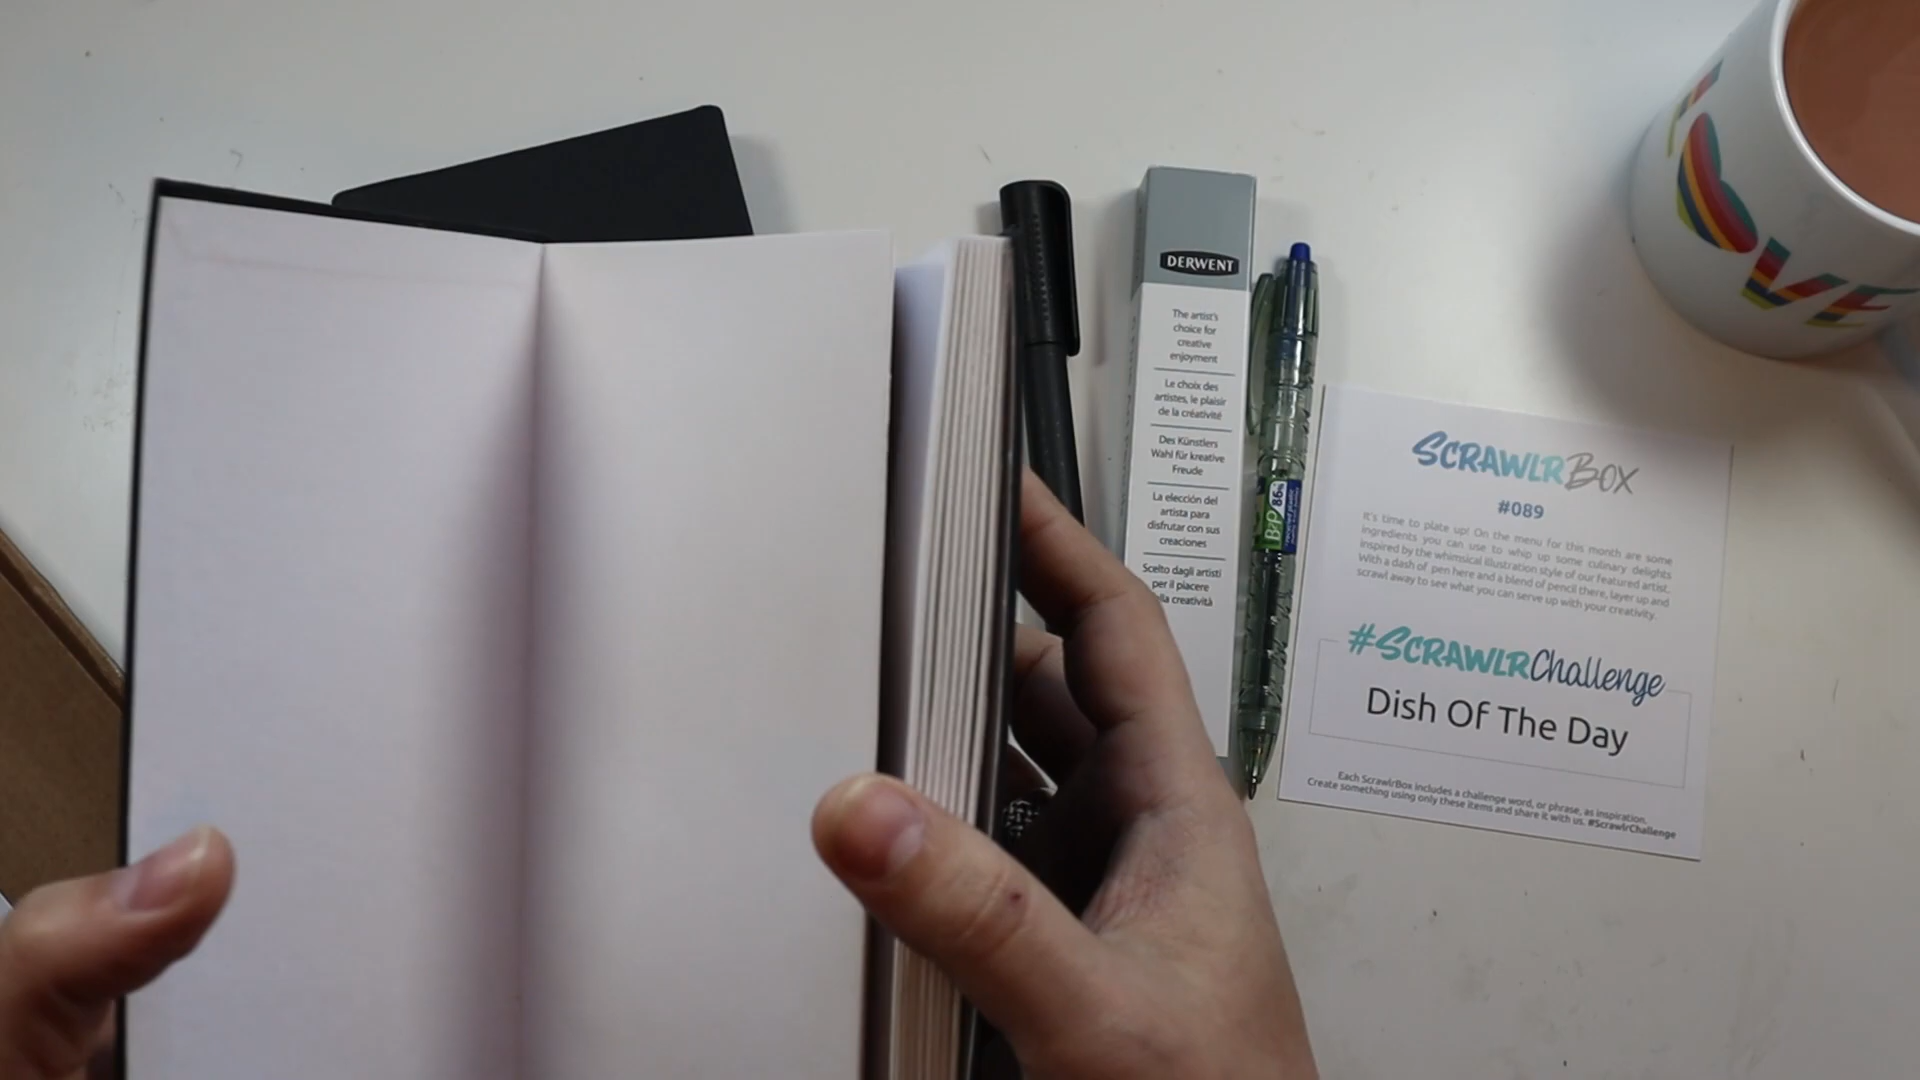 DERWENT
The artist's
choice for
creative
enjoyment
Le choix des
artistes, le plaisir
de la créativité
Des Künstlers
Wahl für kreative
Freude
La elección del
artista para
disfrutar con sus
creaciones
Scelto dagli artisti
per il piacere
creatività
B2P
86%
SCRAWLRBOX
#089
It's time to plate up! On the menu for this month are some
ingredients you can use to whip up some culinary delights
inspired by the whimsical illustration style of our featured artist.
With a dash of pen here and a blend of pencil there, layer up and
scrawl away to see what you can serve up with your creativity.
#SCRAWLRChallenge
Dish Of The Day
Each ScrawlrBox includes a challenge word, or phrase, as inspiration.
Create something using only these items and share it with us. #ScrawlrChallenge
LOVE